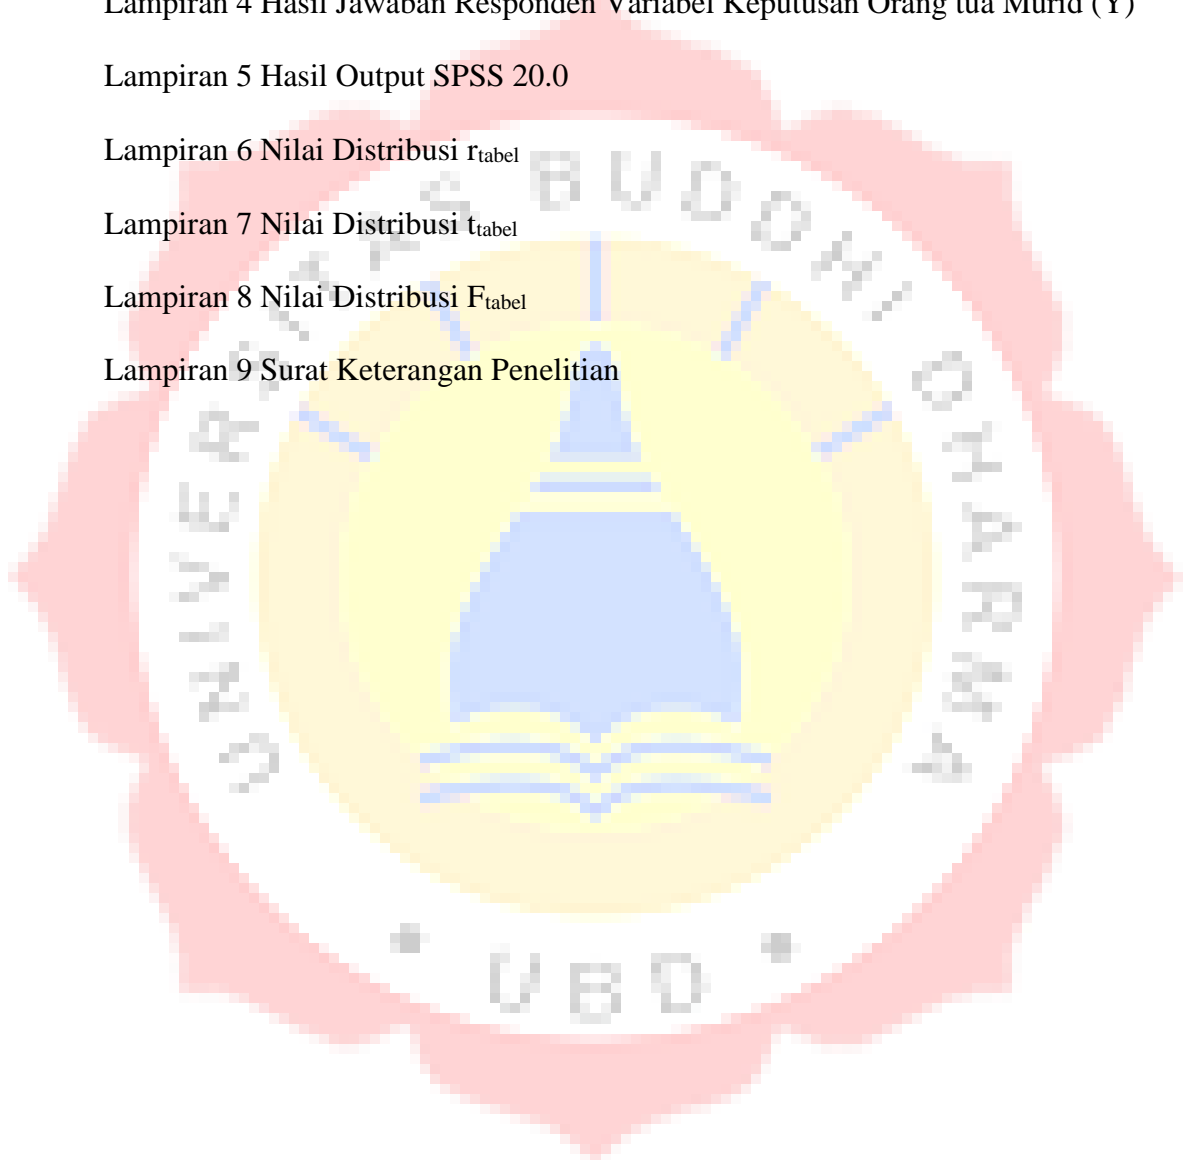 Lampiran 4 Hasil Jawaban Responden Variabel Keputusan Orang tua Murid (Y)
Lampiran 5 Hasil Output SPSS 20.0
Lampiran 6 Nilai Distribusi rtabel
Lampiran 7 Nilai Distribusi ttabel
Lampiran 8 Nilai Distribusi Ftabel
Lampiran 9 Surat Keterangan Penelitian
UNIVERSITAS BUDDHI DHARMA
UBD